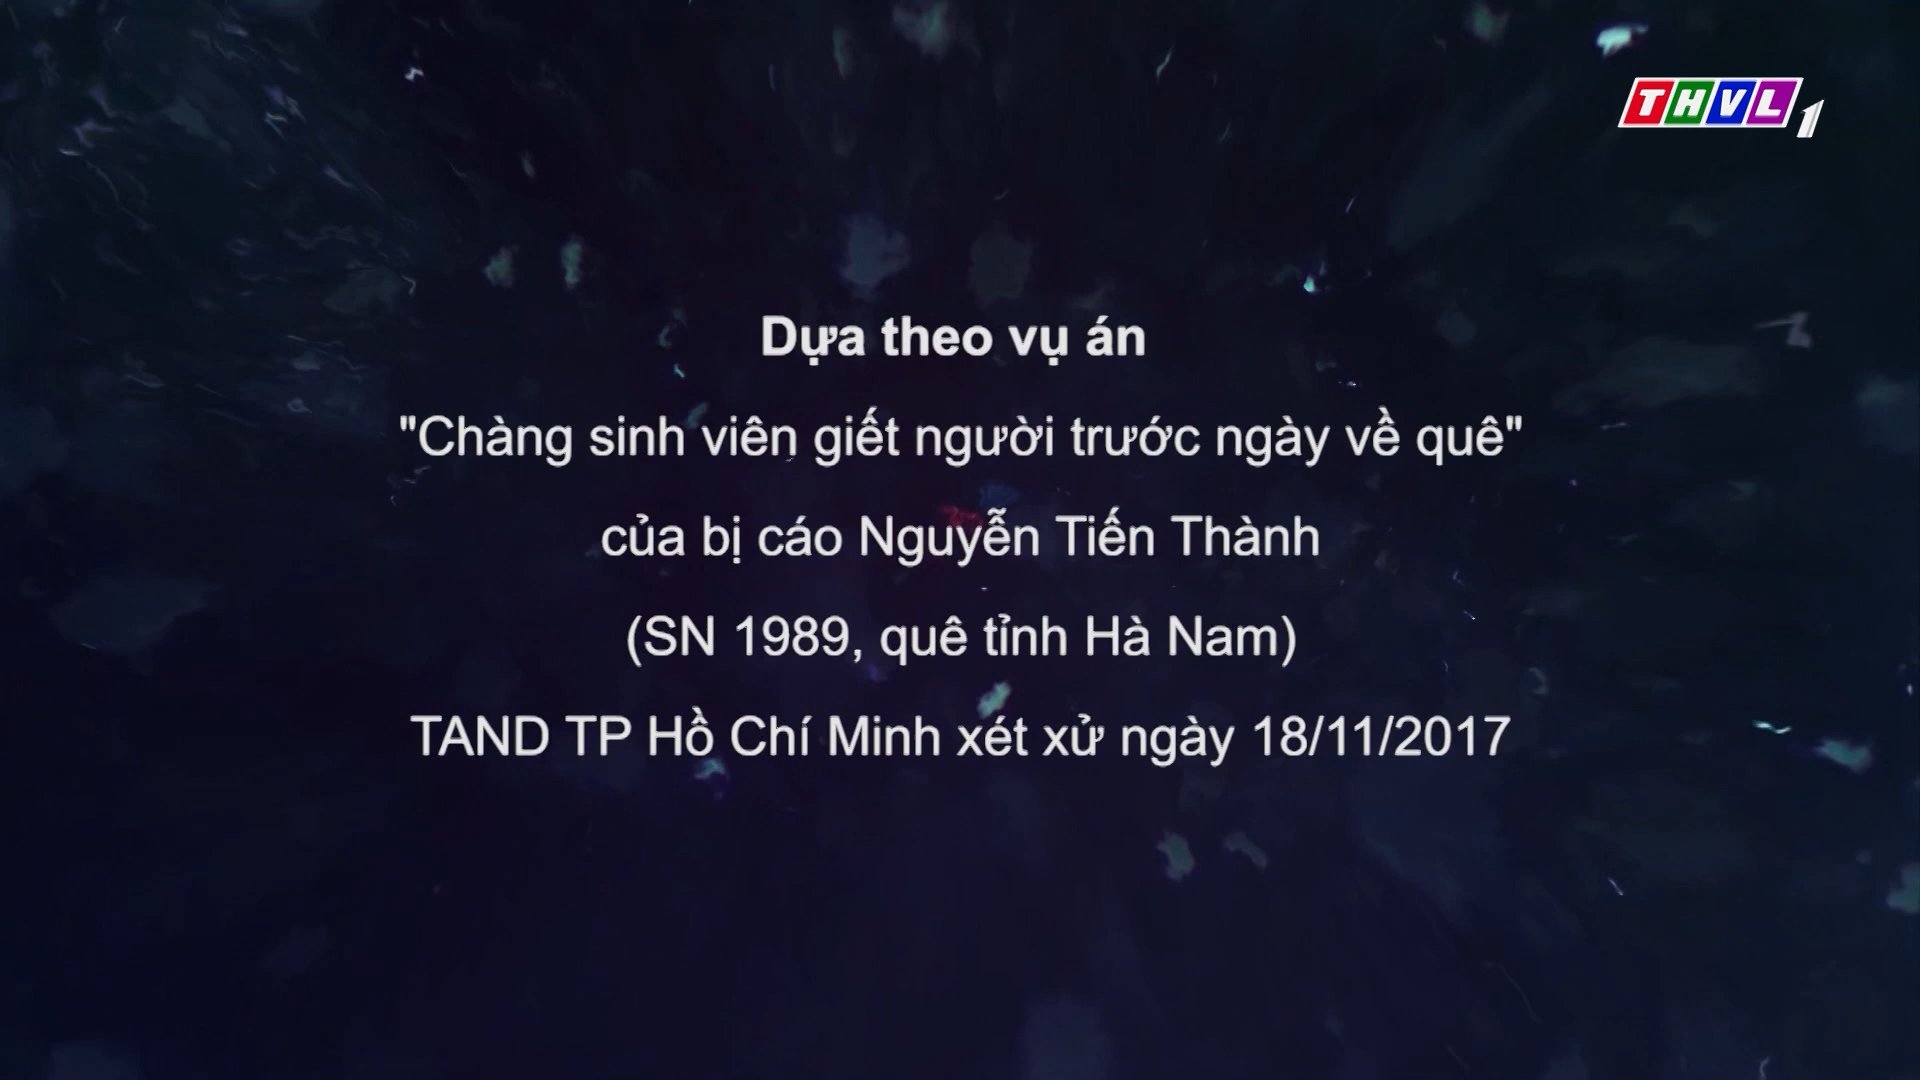 THVL1
Dựa theo vụ án
"Chàng sinh viên giết người trước ngày về quê"
của bị cáo Nguyễn Tiến Thành
(SN 1989, quê tỉnh Hà Nam)
TAND TP Hồ Chí Minh xét xử ngày 18/11/2017